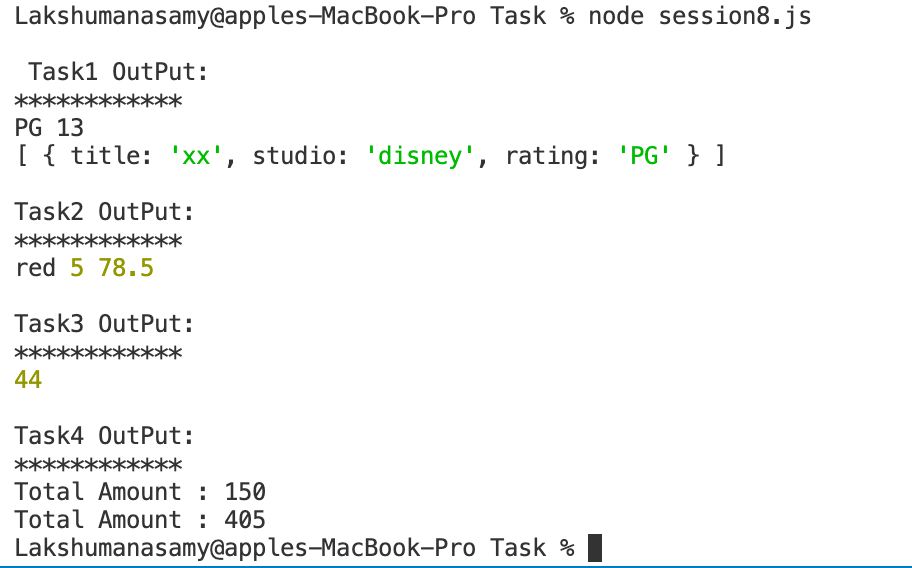 Lakshumanasamy@apples-MacBook-Pro Task % node session8.js
Task1 OutPut:
************
PG 13
[ { title: 'xx', studio: 'disney', rating: 'PG' } ]
Task2 OutPut:
************
red 5 78.5
Task3 OutPut:
************
44
Task4 OutPut:
************
Total Amount : 150
Total Amount : 405
Lakshumanasamy@apples-MacBook-Pro Task %